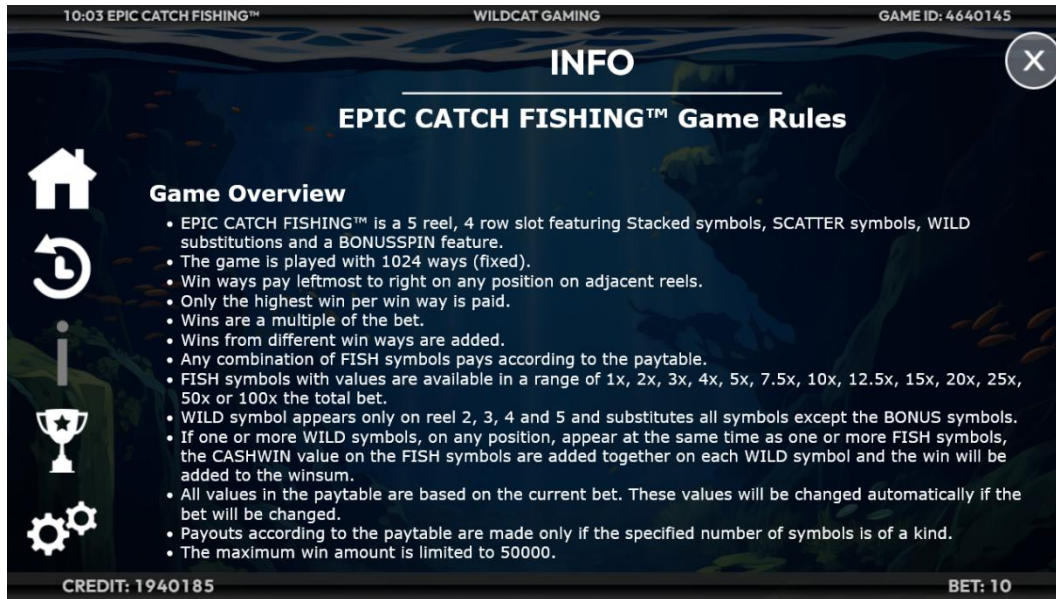 10:03 EPIC CATCH FISHING™ WILDCAT GAMING GAME ID: 4640145
INFO
X
EPIC CATCH FISHING™ Game Rules
Game Overview
• EPIC CATCH FISHING™ is a 5 reel, 4 row slot featuring Stacked symbols, SCATTER symbols, WILD
substitutions and a BONUSSPIN feature.
• The game is played with 1024 ways (fixed).
• Win ways pay leftmost to right on any position on adjacent reels.
• Only the highest win per win way is paid.
• Wins are a multiple of the bet.
• Wins from different win ways are added.
• Any combination of FISH symbols pays according to the paytable.
• FISH symbols with values are available in a range of 1x, 2x, 3x, 4x, 5x, 7.5x, 10x, 12.5x, 15x, 20x, 25x,
50x or 100x the total bet.
• WILD symbol appears only on reel 2, 3, 4 and 5 and substitutes all symbols except the BONUS symbols.
• If one or more WILD symbols, on any position, appear at the same time as one or more FISH symbols,
the CASHWIN value on the FISH symbols are added together on each WILD symbol and the win will be
added to the winsum.
• All values in the paytable are based on the current bet. These values will be changed automatically if the
bet will be changed.
• Payouts according to the paytable are made only if the specified number of symbols is of a kind.
• The maximum win amount is limited to 50000.
CREDIT: 1940185 BET: 10